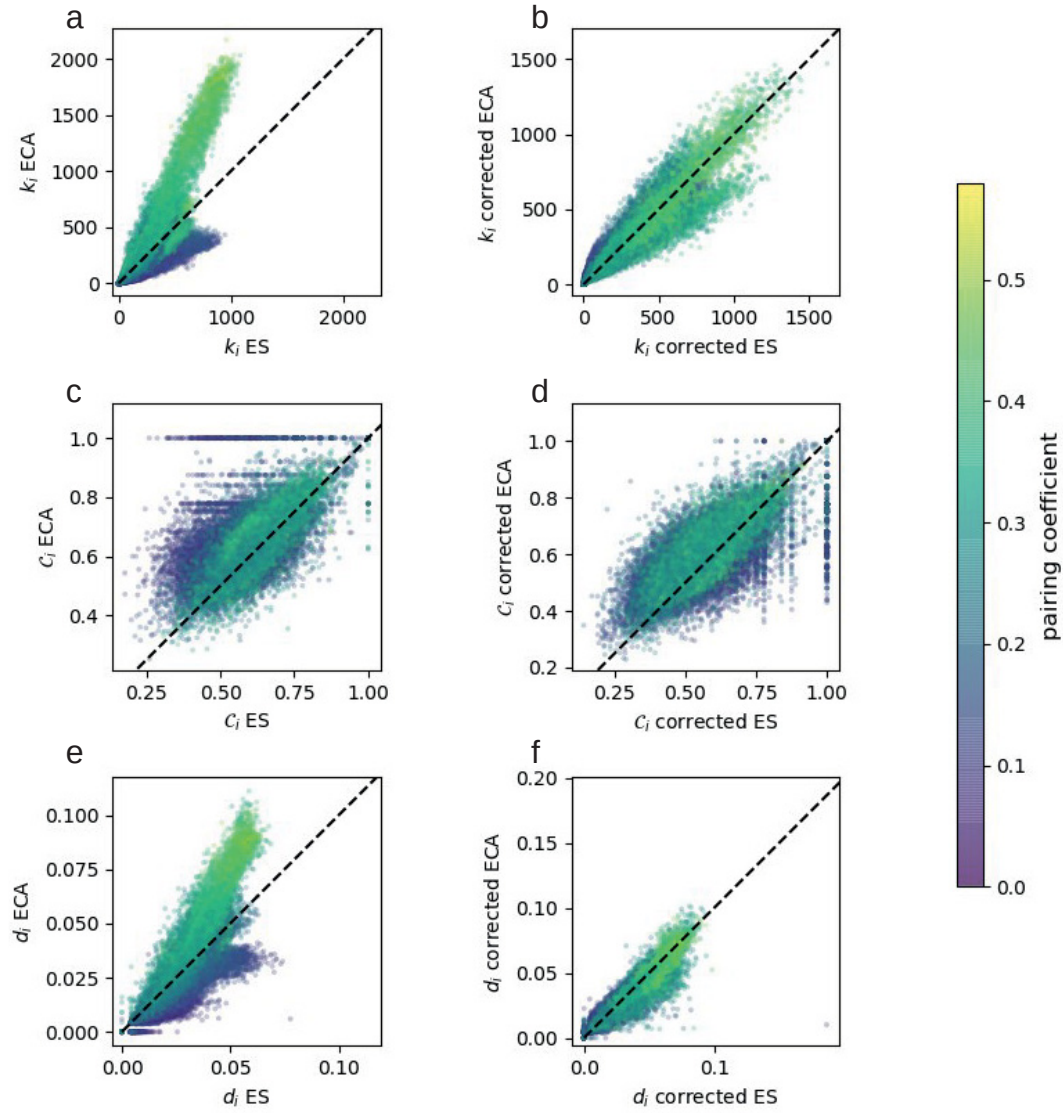 a
2000
1500
1000
500
0
k_i ECA
0 1000 2000
k_i ES
b
1500
1000
500
0
k_i corrected ECA
0 500 1000 1500
k_i corrected ES
c
1.0
0.8
0.6
0.4
C_i ECA
0.25 0.50 0.75 1.00
C_i ES
d
1.0
0.8
0.6
0.4
0.2
C_i corrected ECA
0.25 0.50 0.75 1.00
C_i corrected ES
e
0.100
0.075
0.050
0.025
0.000
d_i ECA
0.00 0.05 0.10
d_i ES
f
0.20
0.15
0.10
0.05
0.00
d_i corrected ECA
0.0 0.1
d_i corrected ES
0.5
0.4
0.3
0.2
0.1
0.0
pairing coefficient